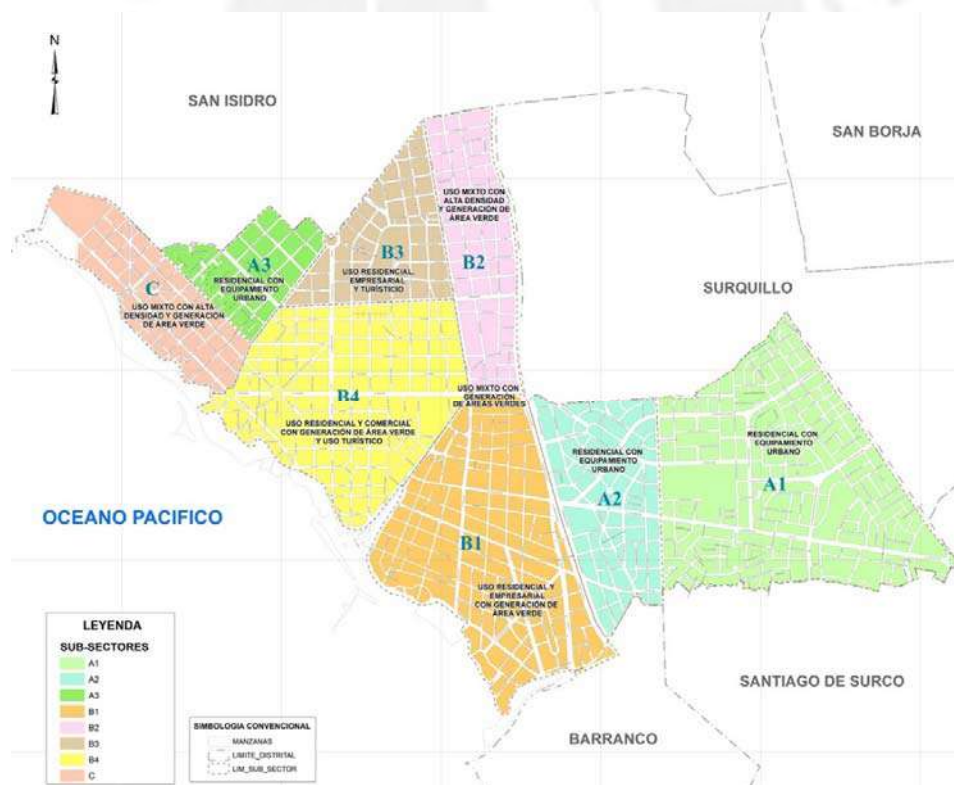 N
SAN ISIDRO
SAN BORJA
USO MIXTO CON
ALTA DENSIDAD
Y GENERACIÓN DE
ÁREA VERDE
B3
B2
A3
RESIDENCIAL CON
EQUIPAMIENTO
URBANO
USO RESIDENCIAL,
EMPRESARIAL
Y TURÍSTICIO
C
USO MIXTO CON ALTA
DENSIDAD Y GENERACIÓN
DE ÁREA VERDE
SURQUILLO
B4
USO MIXTO CON
GENERACIÓN
DE ÁREAS VERDES
USO RESIDENCIAL Y COMERCIAL
CON GENERACIÓN DE ÁREA VERDE
Y USO TURÍSTICO
RESIDENCIAL CON
EQUIPAMIENTO
URBANO
RESIDENCIAL CON
EQUIPAMIENTO
URBANO
A2
A1
OCEANO PACIFICO
B1
USO RESIDENCIAL Y
EMPRESARIAL
CON GENERACIÓN DE
ÁREA VERDE
LEYENDA
SUB-SECTORES
A1
A2
A3
B1
B2
B3
B4
C
SIMBOLOGIA CONVENCIONAL
MANZANAS
LIMITE_DISTRITAL
LIM_SUB_SECTOR
SANTIAGO DE SURCO
BARRANCO